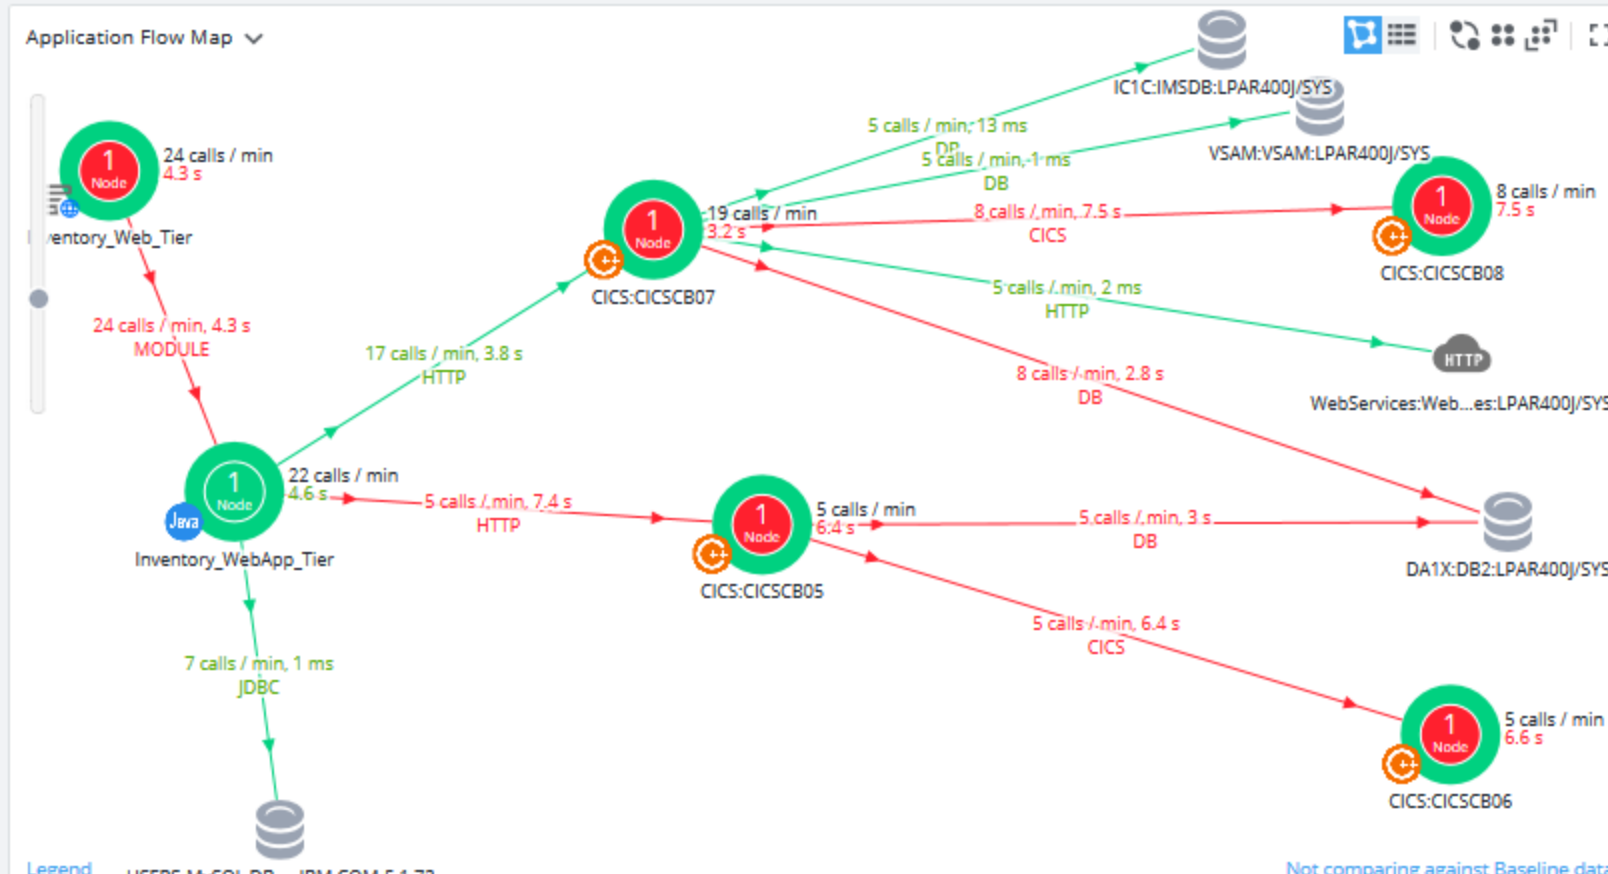 Application Flow Map
IC1C:IMSDB:LPAR400J/SYS
VSAM:VSAM:LPAR400J/SYS
5 calls / min, 13 ms
DB
5 calls / min, 1 ms
DB
1
Node
24 calls / min
4.3 s
ventory_Web_Tier
1
Node
19 calls / min
3.2 s
CICS:CICSCB07
8 calls / min, 7.5 s
CICS
1
Node
8 calls / min
7.5 s
CICS:CICSCB08
5 calls / min, 2 ms
HTTP
HTTP
WebServices:Web...es:LPAR400J/SYS
24 calls / min, 4.3 s
MODULE
17 calls / min, 3.8 s
HTTP
8 calls / min, 2.8 s
DB
1
Node
22 calls / min
4.6 s
Java
Inventory_WebApp_Tier
5 calls / min, 7.4 s
HTTP
1
Node
5 calls / min
6.4 s
CICS:CICSCB05
5 calls / min, 3 s
DB
DA1X:DB2:LPAR400J/SYS
5 calls / min, 6.4 s
CICS
7 calls / min, 1 ms
JDBC
1
Node
5 calls / min
6.6 s
CICS:CICSCB06
Legend
Not comparing against Baseline data